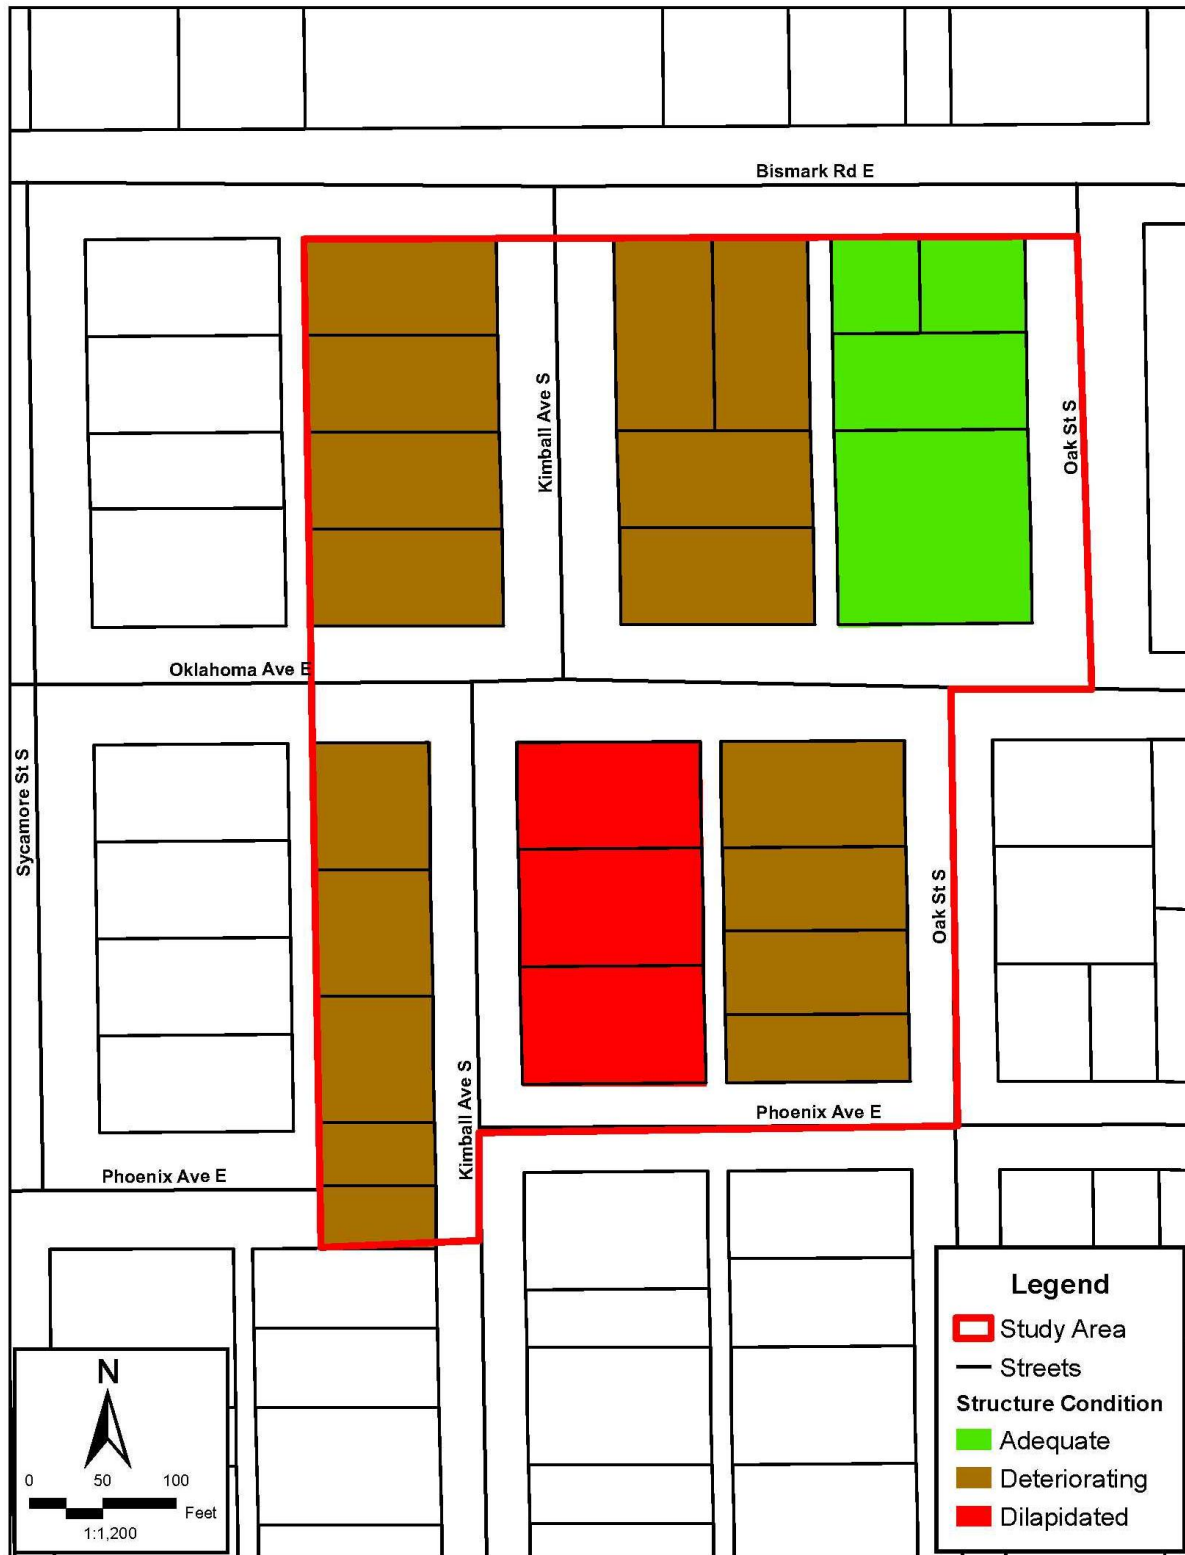 Bismark Rd E
Kimball Ave S
Oak St S
Oklahoma Ave E
Sycamore St S
Oak St S
Kimball Ave S
Phoenix Ave E
Phoenix Ave E
N
0 50 100
Feet
1:1,200
Legend
Study Area
Streets
Structure Condition
Adequate
Deteriorating
Dilapidated